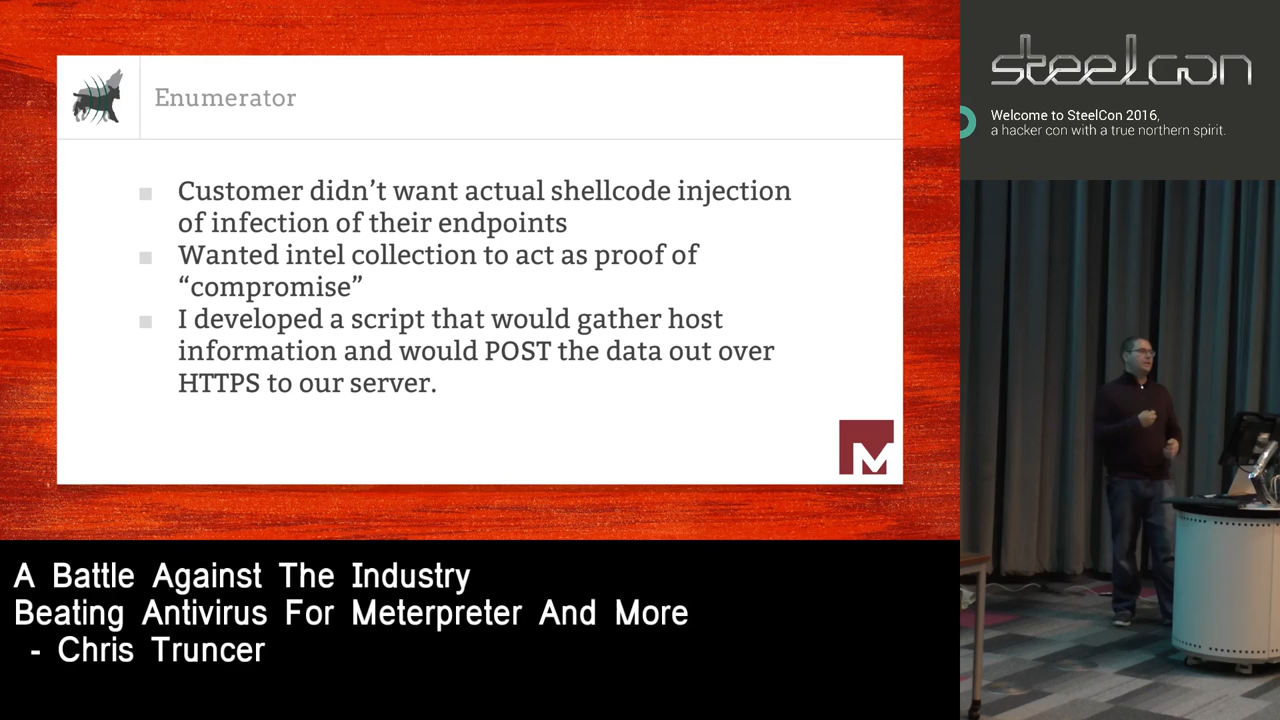 Enumerator
Customer didn't want actual shellcode injection
of infection of their endpoints
Wanted intel collection to act as proof of
“compromise”
I developed a script that would gather host
information and would POST the data out over
HTTPS to our server.
M
steelcon
Welcome to SteelCon 2016,
a hacker con with a true northern spirit.
A Battle Against The Industry
Beating Antivirus For Meterpreter And More
- Chris Truncer